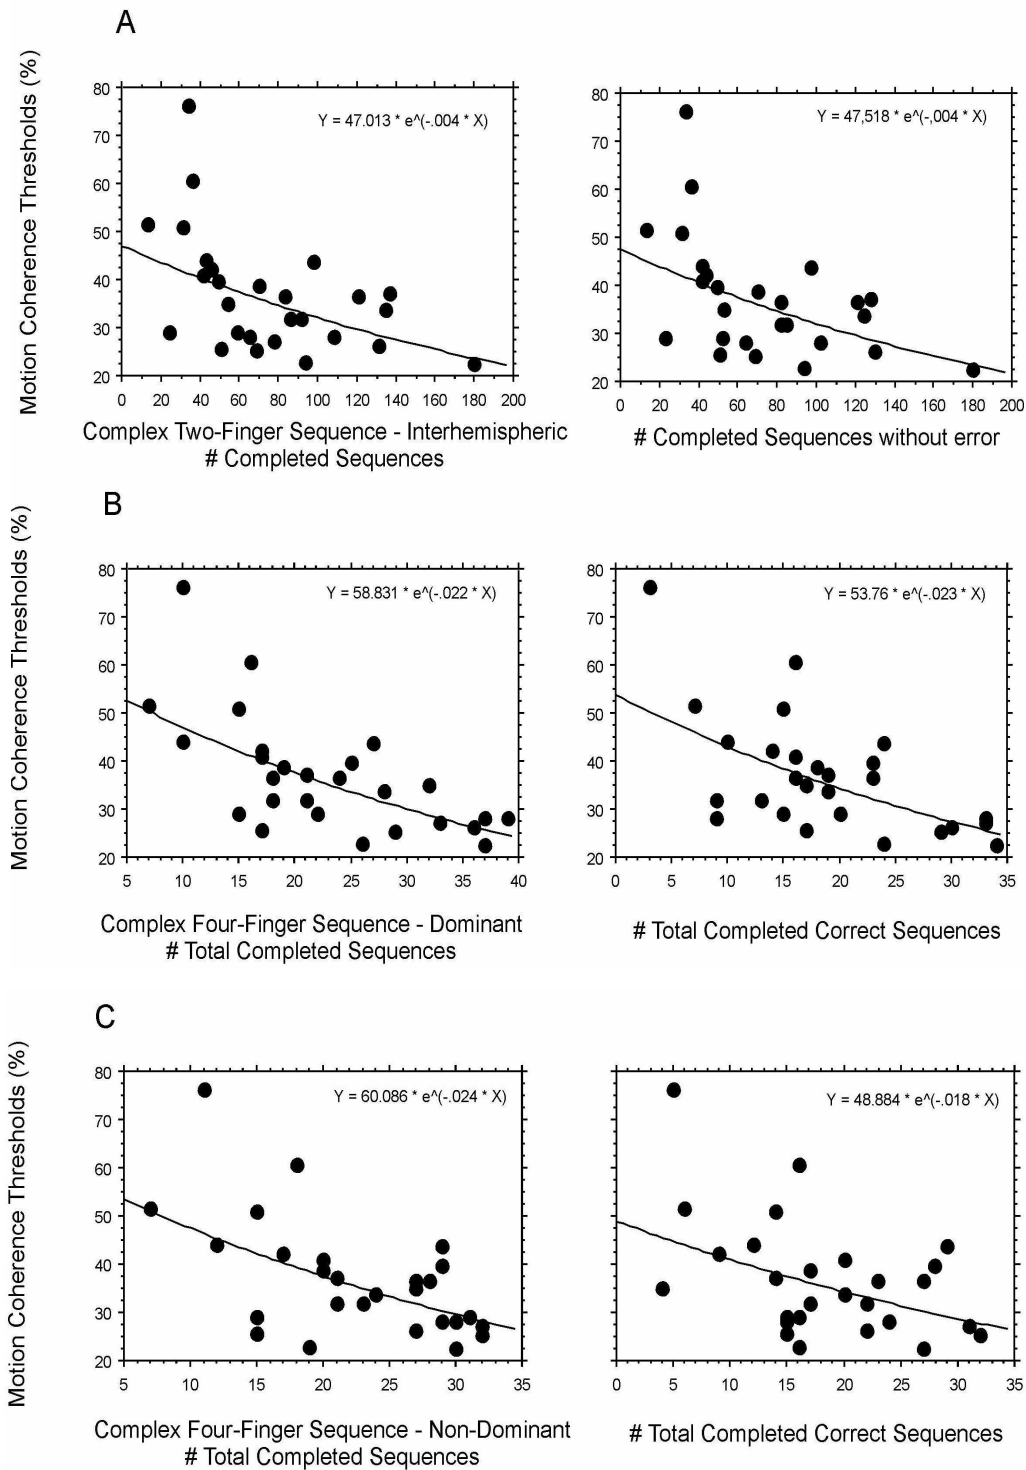 A
Motion Coherence Thresholds (%)
80
70
60
50
40
30
20
Y = 47.013 * e^(-.004 * X)
0 20 40 60 80 100 120 140 160 180 200
Complex Two-Finger Sequence - Interhemispheric
# Completed Sequences
80
70
60
50
40
30
20
Y = 47,518 * e^(-,004 * X)
0 20 40 60 80 100 120 140 160 180 200
# Completed Sequences without error
B
Motion Coherence Thresholds (%)
80
70
60
50
40
30
20
Y = 58.831 * e^(-.022 * X)
5 10 15 20 25 30 35 40
Complex Four-Finger Sequence - Dominant
# Total Completed Sequences
80
70
60
50
40
30
20
Y = 53.76 * e^(-.023 * X)
0 5 10 15 20 25 30 35
# Total Completed Correct Sequences
C
Motion Coherence Thresholds (%)
80
70
60
50
40
30
20
Y = 60.086 * e^(-.024 * X)
5 10 15 20 25 30 35
Complex Four-Finger Sequence - Non-Dominant
# Total Completed Sequences
80
70
60
50
40
30
20
Y = 48.884 * e^(-.018 * X)
0 5 10 15 20 25 30 35
# Total Completed Correct Sequences